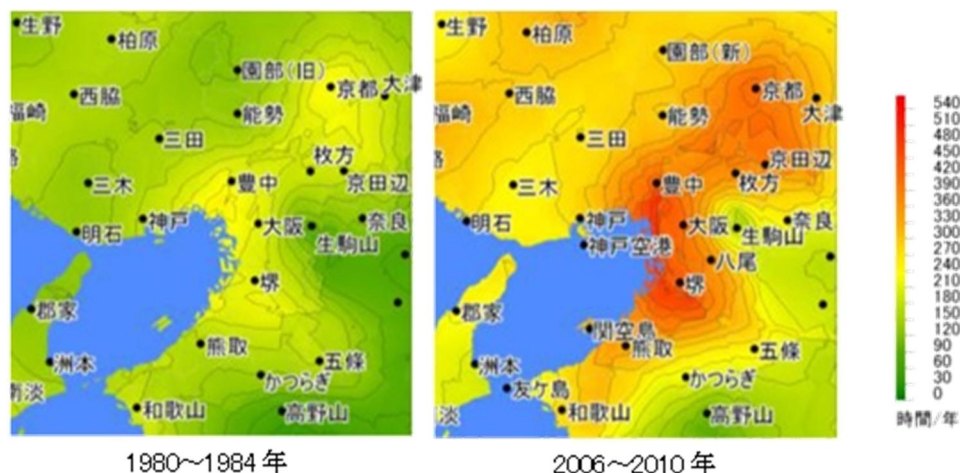 生野
柏原
園部(旧)
京都
大津
西脇
能勢
福崎
三田
枚方
三木
豊中
京田辺
神戸
奈良
明石
大阪
生駒山
堺
郡家
熊取
洲本
五條
かつらぎ
南淡
和歌山
高野山
1980~1984 年
生野
柏原
園部(新)
京都
西脇
能勢
大津
福崎
三田
京田辺
路
三木
豊中
枚方
明石
神戸
大阪
奈良
神戸空港
生駒山
八尾
堺
郡家
関空島
熊取
洲本
五條
友ケ島
かつらぎ
淡
和歌山
高野山
2006~2010 年
540
510
480
450
420
390
360
330
300
270
240
210
180
150
120
90
60
30
0
時間/年